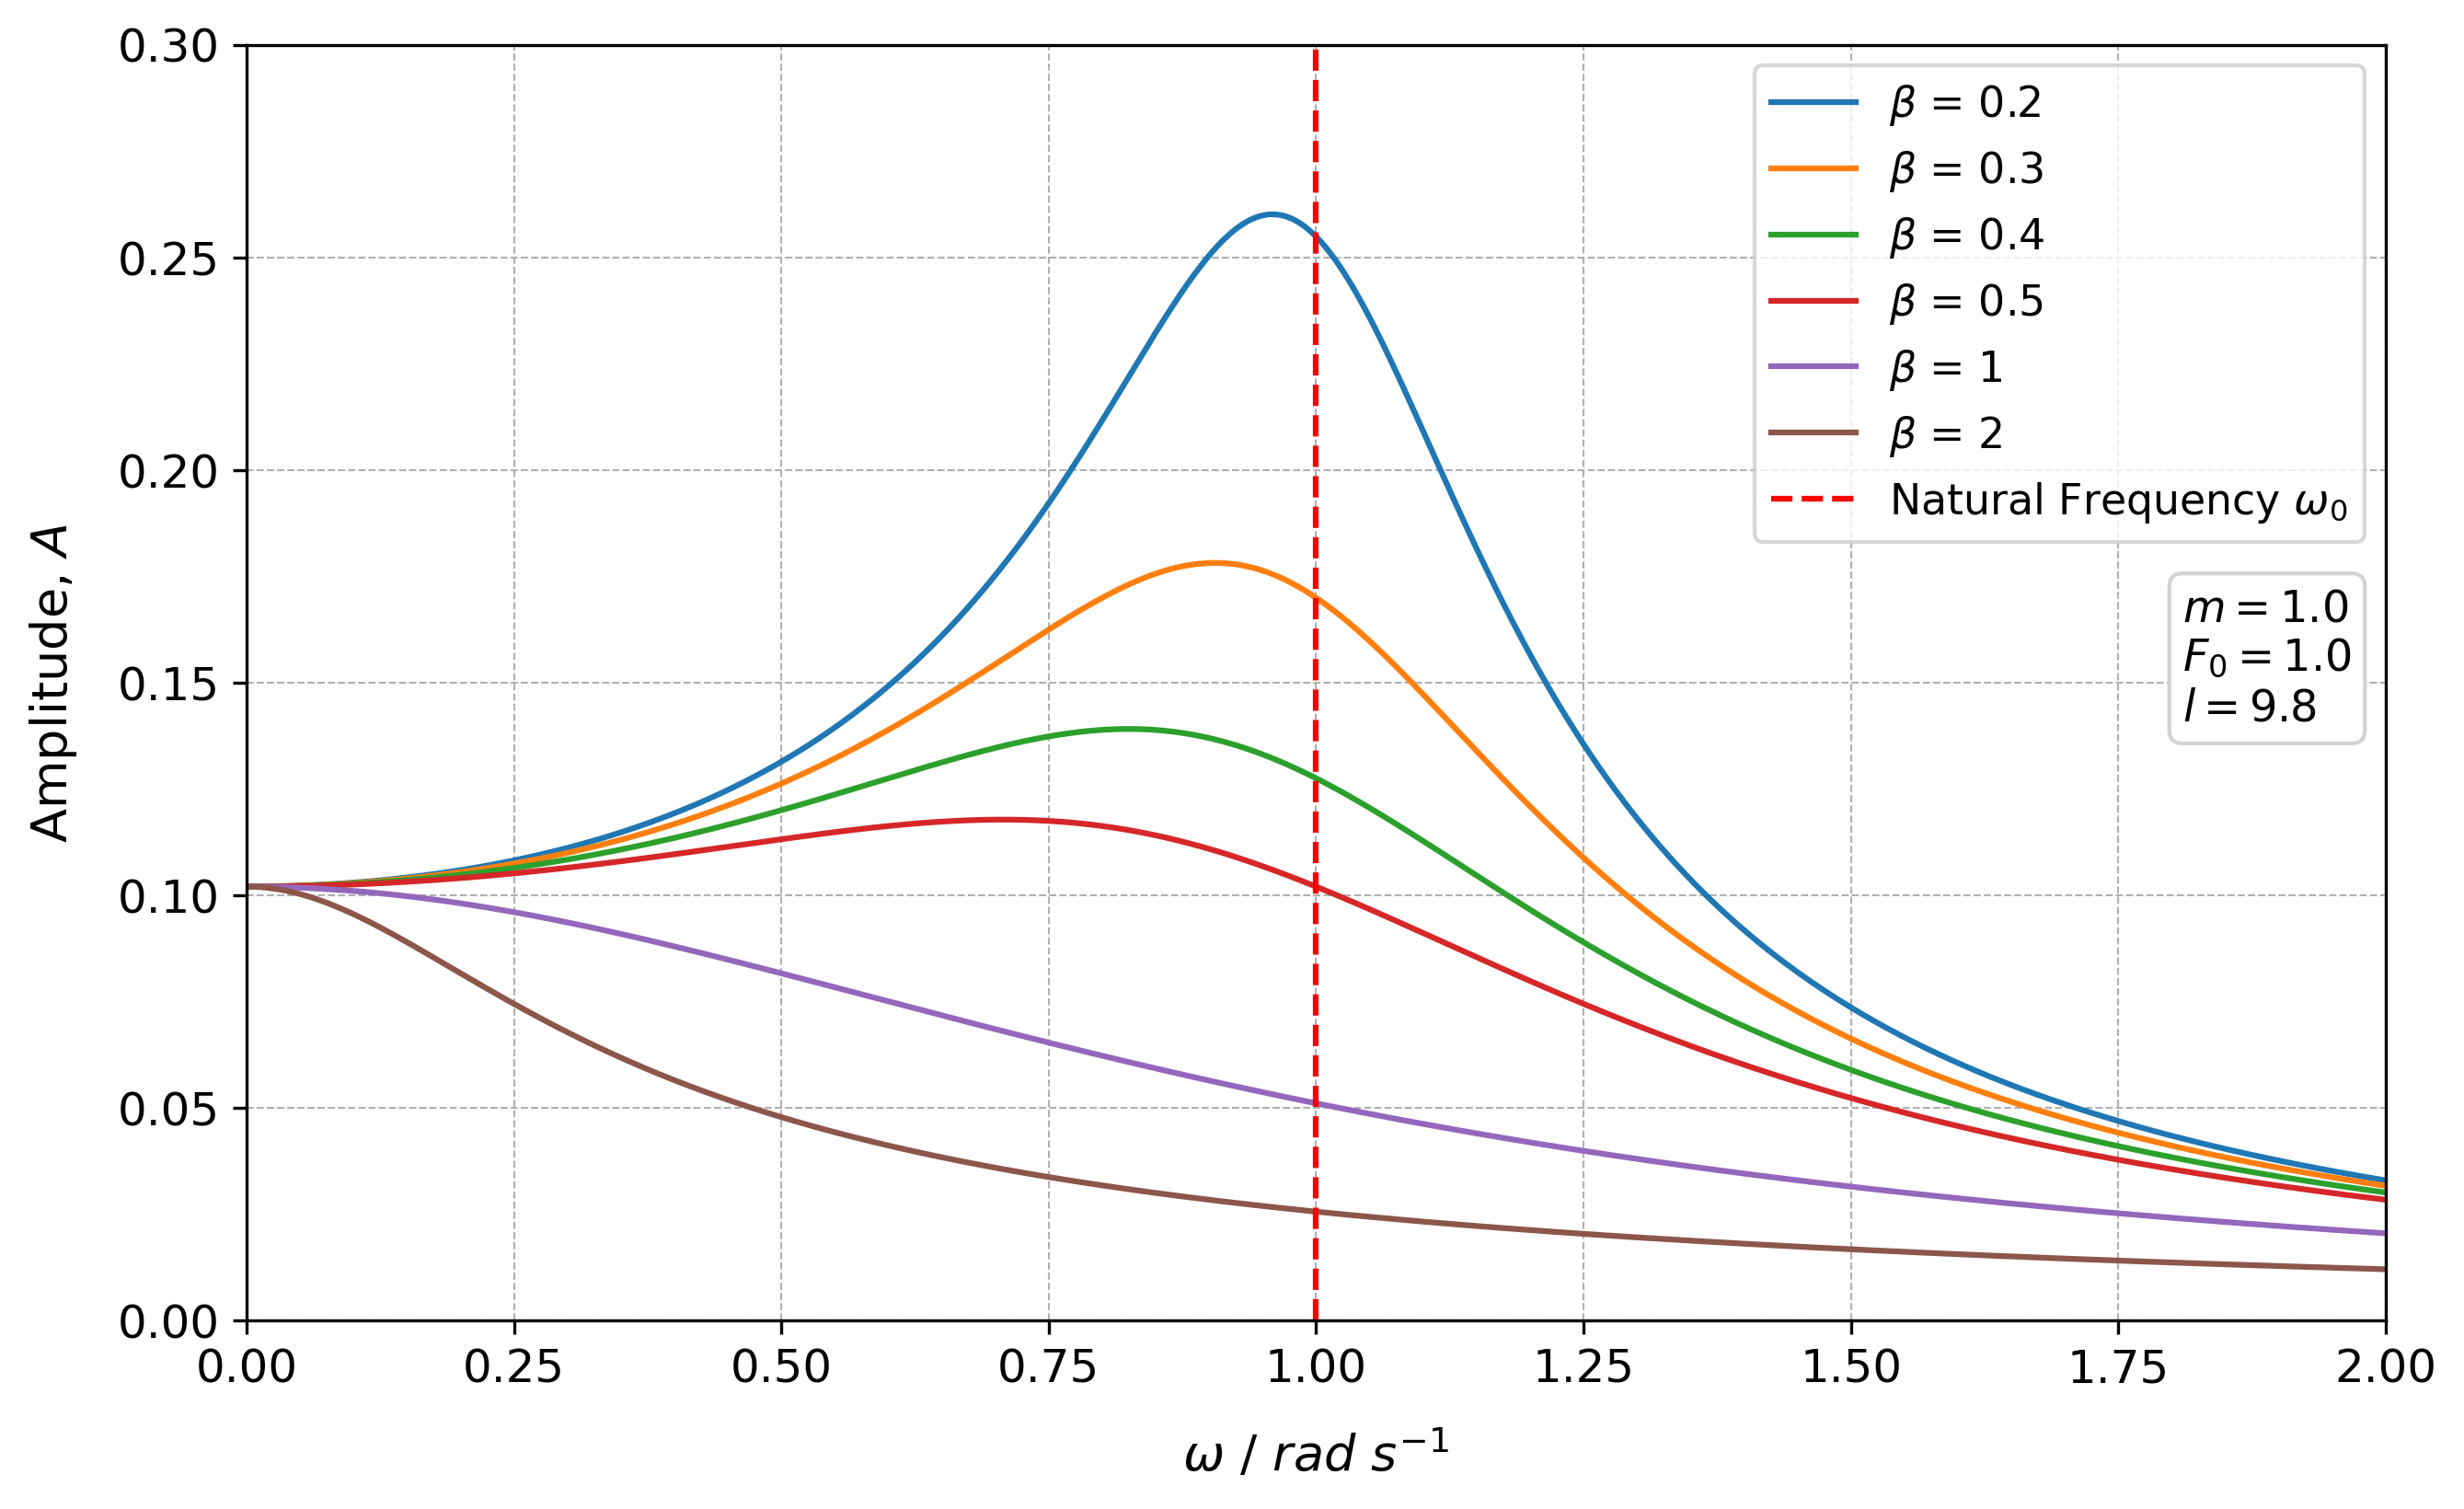 Amplitude, A
0.30
0.25
0.20
0.15
0.10
0.05
0.00
β = 0.2
β = 0.3
β = 0.4
β = 0.5
β = 1
β = 2
Natural Frequency ω₀
m = 1.0
F₀ = 1.0
l = 9.8
0.00 0.25 0.50 0.75 1.00 1.25 1.50 1.75 2.00
ω / rad s⁻¹